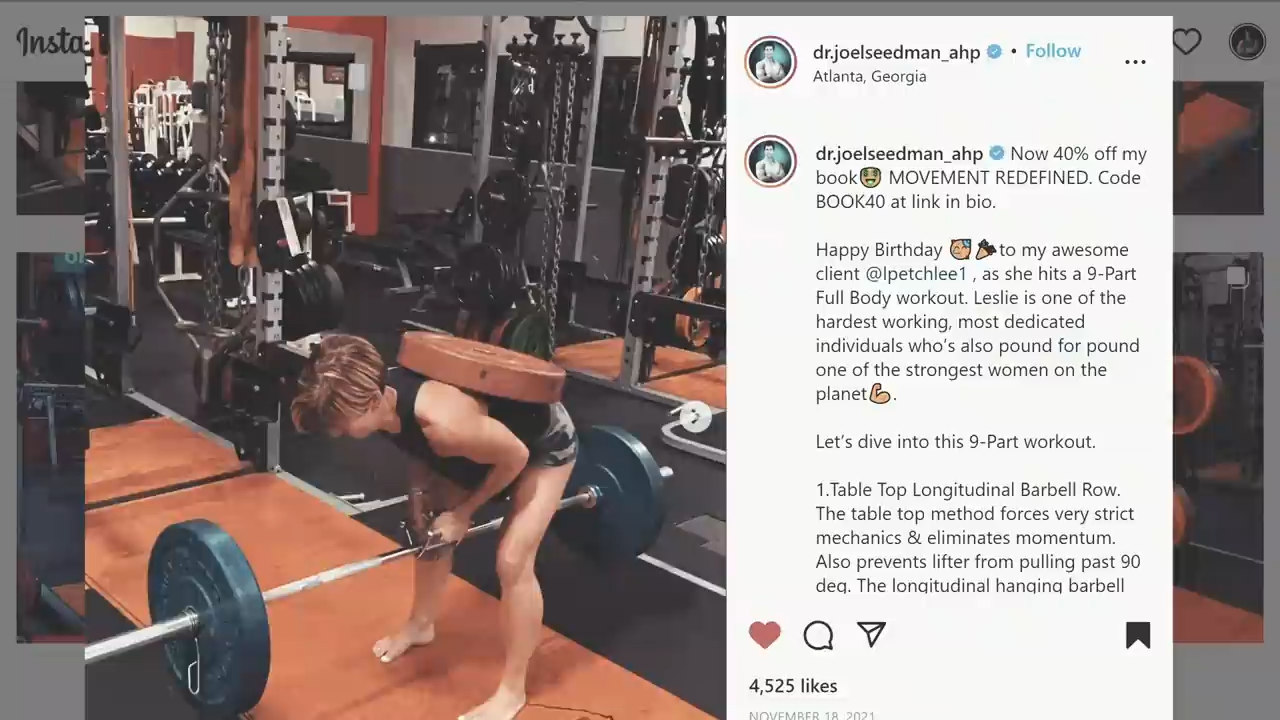 Insta
dr.joelseedman_ahp • Follow
Atlanta, Georgia
dr.joelseedman_ahp Now 40% off my
book🤑 MOVEMENT REDEFINED. Code
BOOK40 at link in bio.
Happy Birthday 🥳 🎉to my awesome
client @lpetchlee1 , as she hits a 9-Part
Full Body workout. Leslie is one of the
hardest working, most dedicated
individuals who's also pound for pound
one of the strongest women on the
planet💪.
Let's dive into this 9-Part workout.
1.Table Top Longitudinal Barbell Row.
The table top method forces very strict
mechanics & eliminates momentum.
Also prevents lifter from pulling past 90
deg. The longitudinal hanging barbell
4,525 likes
NOVEMBER 18, 2021